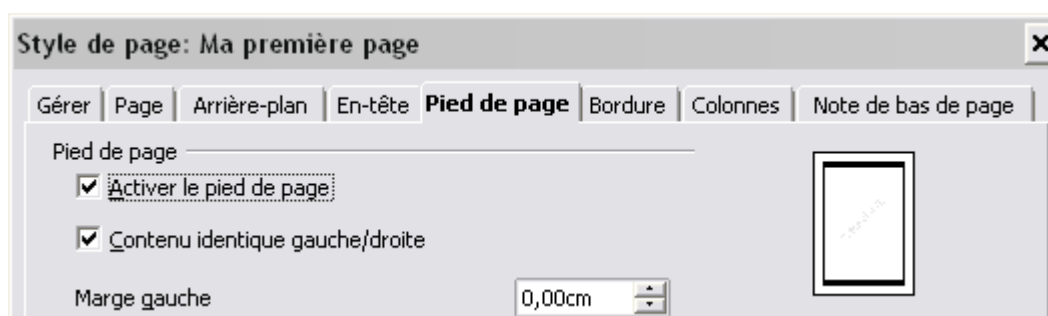 Style de page: Ma première page
Gérer Page Arrière-plan En-tête Pied de page Bordure Colonnes Note de bas de page
Pied de page
Activer le pied de page
Contenu identique gauche/droite
Marge gauche 0,00cm